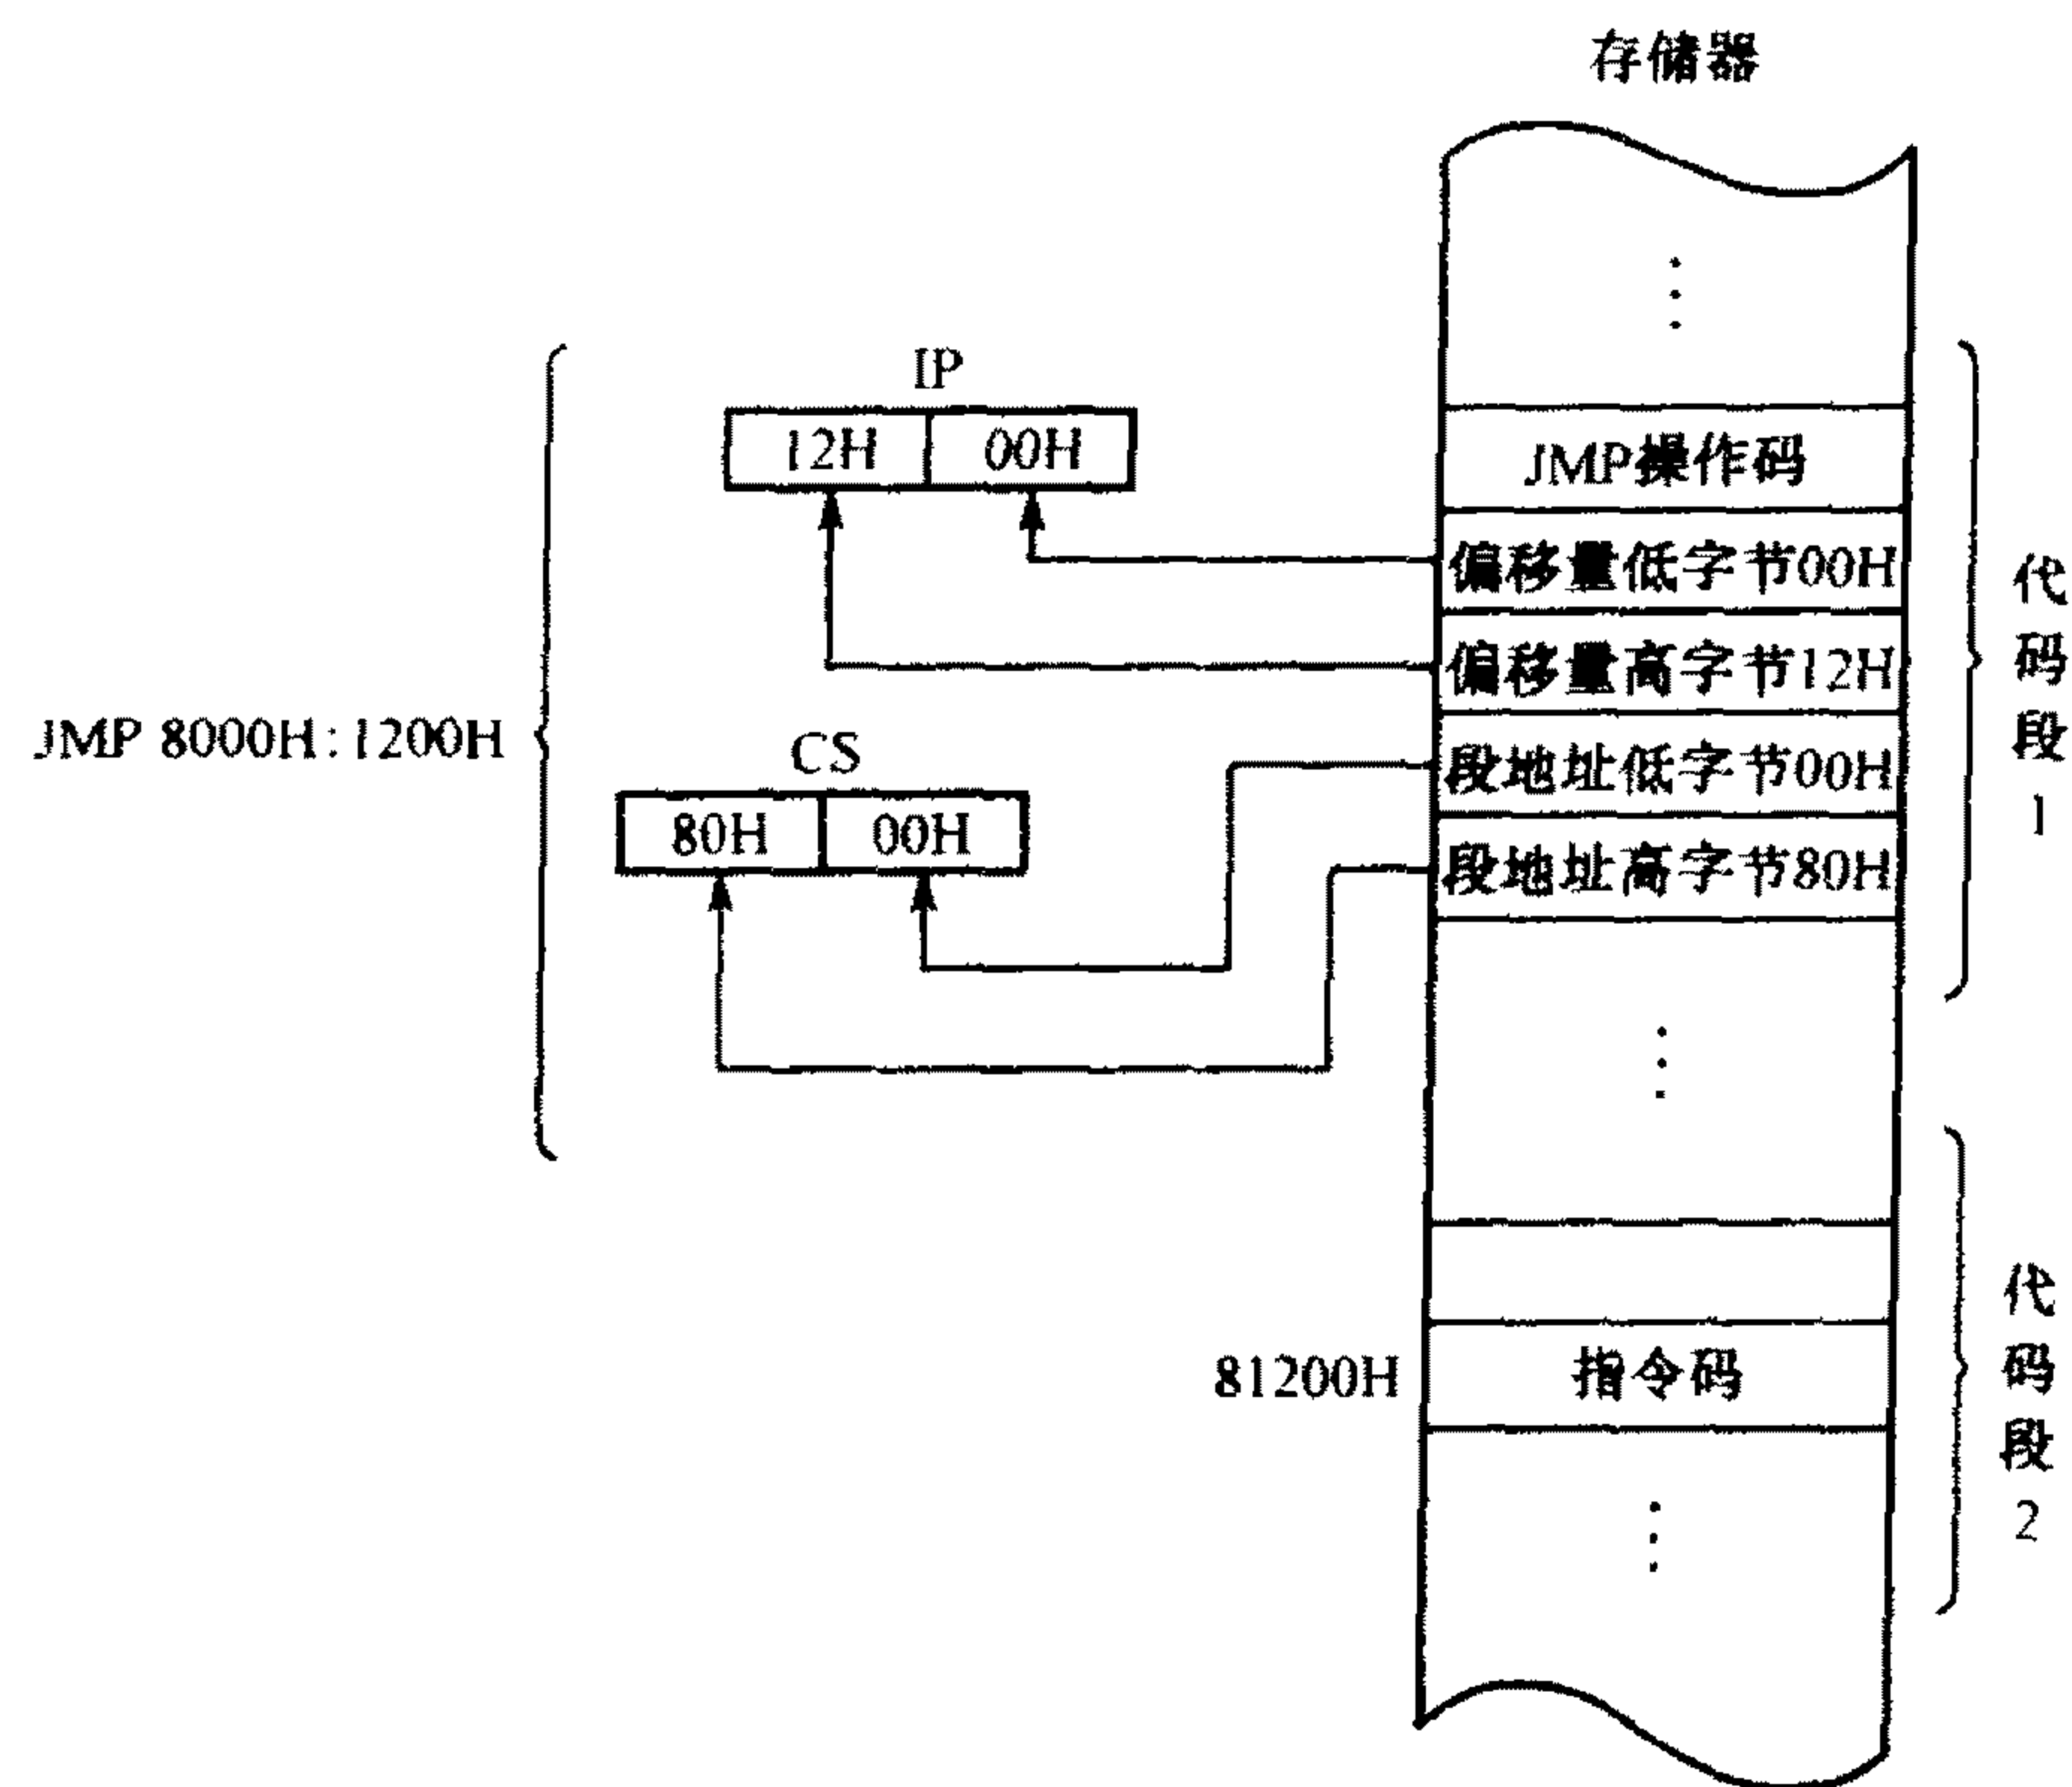 存储器
IP
12H 00H
JMP操作码
偏移量低字节00H
偏移量高字节12H
JMP 8000H:1200H
CS
80H 00H
段地址低字节00H
段地址高字节80H
代码段1
81200H
指令码
代码段2